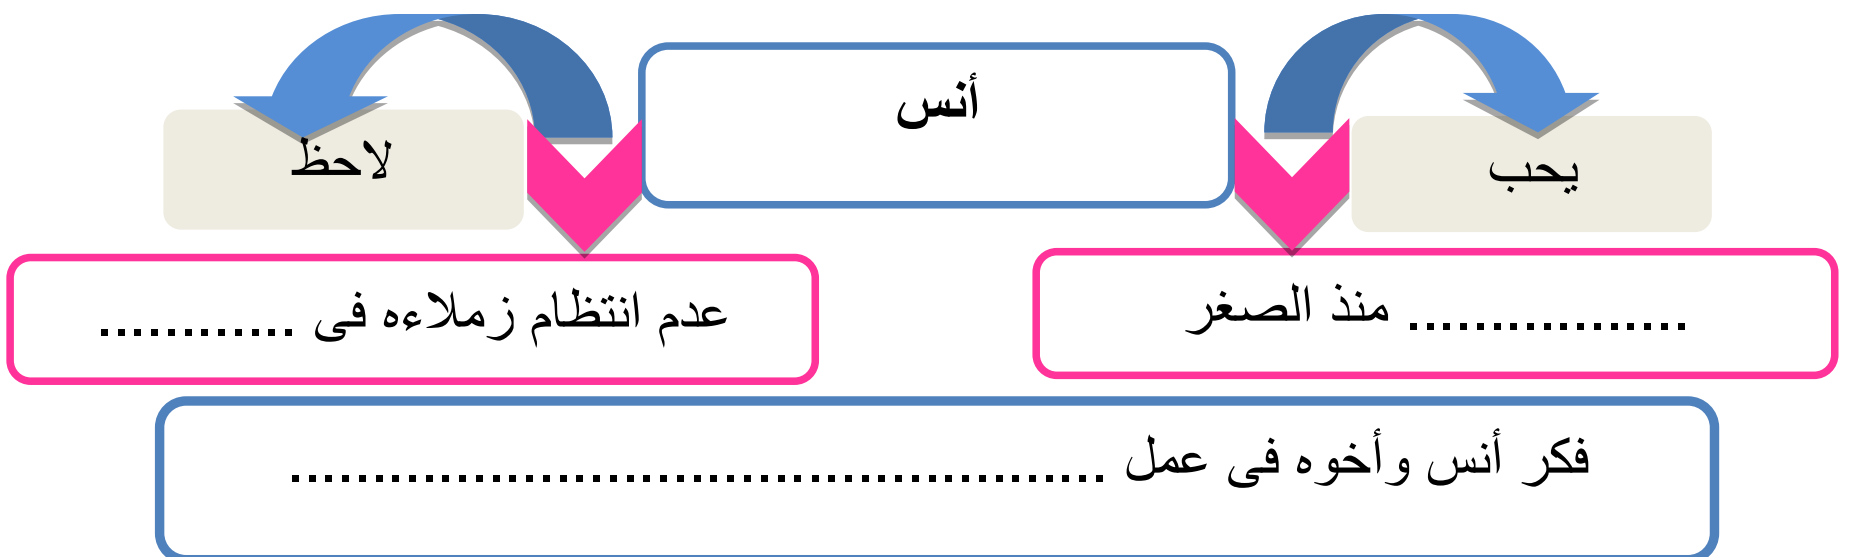 أنس
يحب
لاحظ
................. منذ الصغر
عدم انتظام زملاءه فى ............
فكر أنس وأخوه فى عمل ..................................................